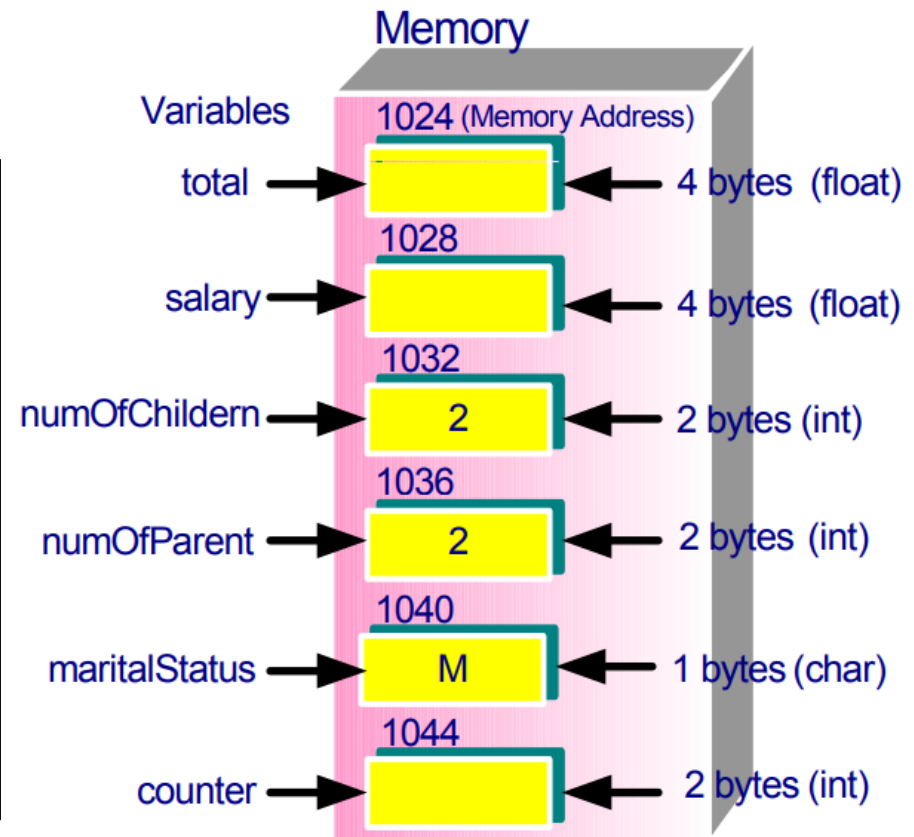 Memory
Variables
1024 (Memory Address)
total
4 bytes (float)
1028
salary
4 bytes (float)
1032
numOfChildern
2
2 bytes (int)
1036
numOfParent
2
2 bytes (int)
1040
maritalStatus
M
1 bytes (char)
1044
counter
2 bytes (int)